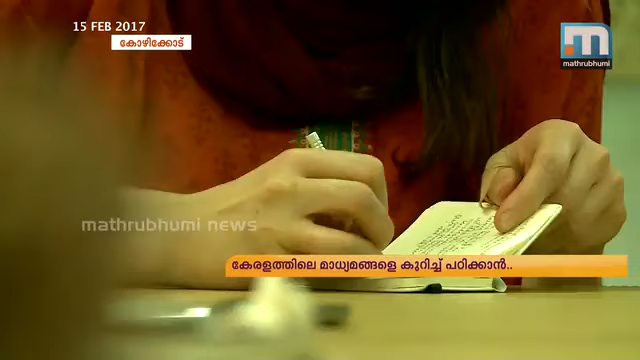 15 FEB 2017
കോഴിക്കോട്
mathrubhumi
mathrubhumi news
കേരളത്തിലെ മാധ്യമങ്ങളെ കുറിച്ച് പഠിക്കാൻ..